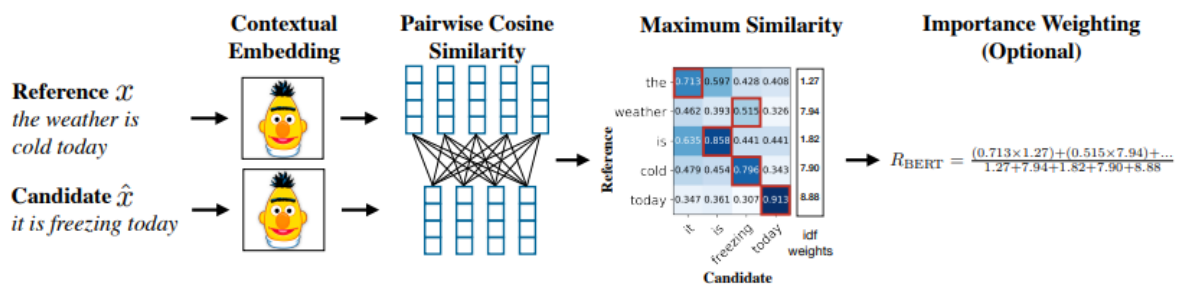 Contextual
Embedding
Pairwise Cosine
Similarity
Maximum Similarity
Importance Weighting
(Optional)
Reference x
the weather is
cold today
Candidate x̂
it is freezing today
Reference
the 0.713 0.597 0.428 0.408 1.27
weather 0.462 0.393 0.515 0.326 7.94
is 0.635 0.858 0.441 0.441 1.82
cold 0.479 0.454 0.796 0.343 7.90
today 0.347 0.361 0.307 0.913 8.88
it is freezing today
idf
weights
Candidate
R_BERT = (0.713×1.27)+(0.515×7.94)+...
1.27+7.94+1.82+7.90+8.88